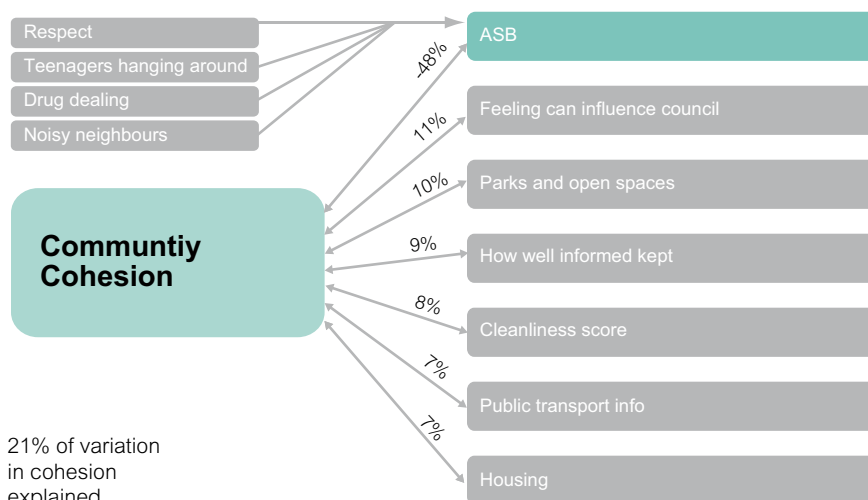 Respect
Teenagers hanging around
Drug dealing
Noisy neighbours
ASB
Feeling can influence council
Parks and open spaces
How well informed kept
Cleanliness score
Public transport info
Housing
-48%
11%
10%
9%
8%
7%
7%
Communtiy
Cohesion
21% of variation
in cohesion
explained